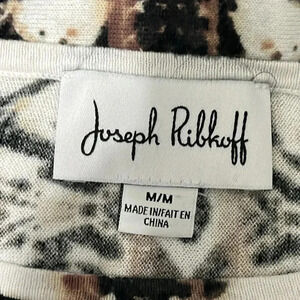 Joseph Ribkoff
M/M
MADE IN/FAIT EN
CHINA